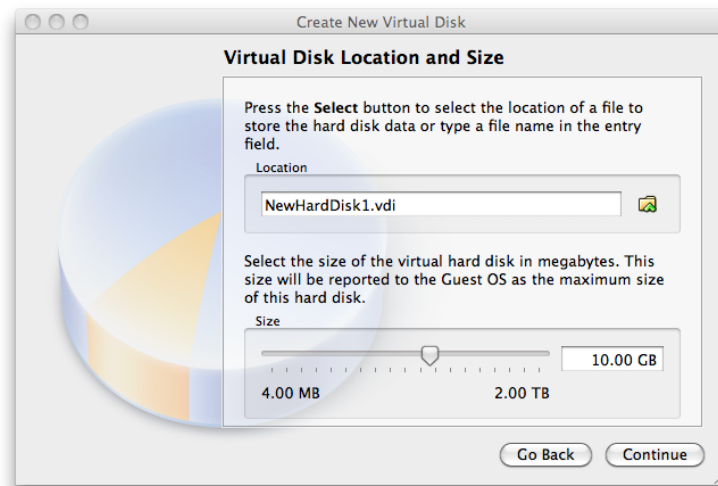 Create New Virtual Disk
Virtual Disk Location and Size
Press the Select button to select the location of a file to
store the hard disk data or type a file name in the entry
field.
Location
NewHardDisk1.vdi
Select the size of the virtual hard disk in megabytes. This
size will be reported to the Guest OS as the maximum size
of this hard disk.
Size
10.00 GB
4.00 MB
2.00 TB
Go Back
Continue